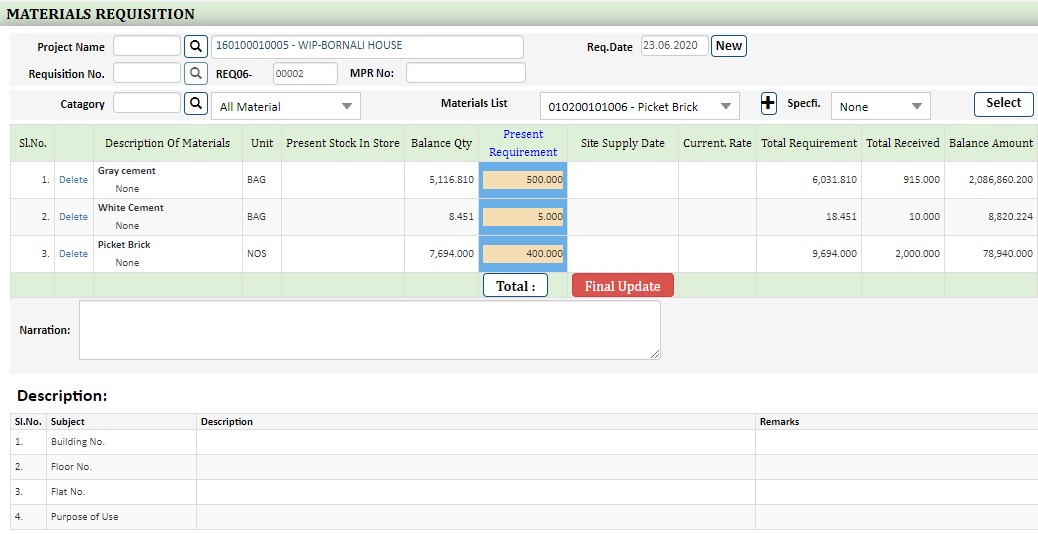 MATERIALS REQUISITION
Project Name 160100010005 - WIP-BORNALI HOUSE Req.Date 23.06.2020 New
Requisition No. REQ06- 00002 MPR No:
Catagory All Material Materials List 010200101006 - Picket Brick + Specfi. None Select
Sl.No. Description Of Materials Unit Present Stock In Store Balance Qty Present Requirement Site Supply Date Current. Rate Total Requirement Total Received Balance Amount
1. Delete Gray cement BAG 5,116.810 500.000 6,031.810 915.000 2,086,860.200
None
2. Delete White Cement BAG 8.451 5.000 18.451 10.000 8,820.224
None
3. Delete Picket Brick NOS 7,694.000 400.000 9,694.000 2,000.000 78,940.000
None
Total : Final Update
Narration:
Description:
Sl.No. Subject Description Remarks
1. Building No.
2. Floor No.
3. Flat No.
4. Purpose of Use